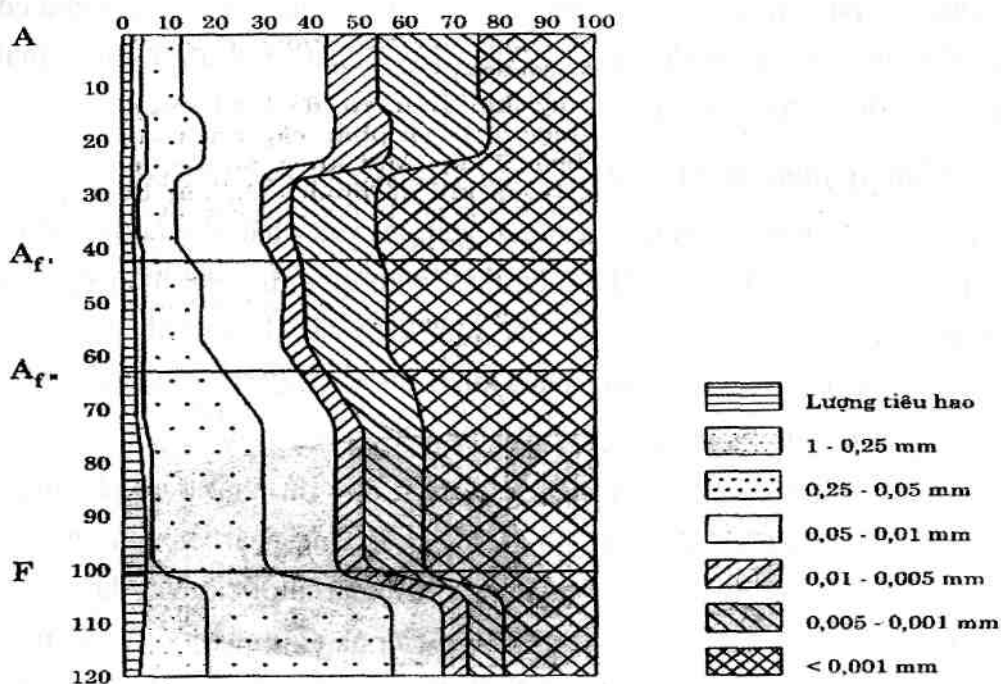 0 10 20 30 40 50 60 70 80 90 100
A
10
20
30
40
Af'
50
60
Af"
70
80
90
F 100
110
120
Lượng tiêu hao
1 - 0,25 mm
0,25 - 0,05 mm
0,05 - 0,01 mm
0,01 - 0,005 mm
0,005 - 0,001 mm
< 0,001 mm